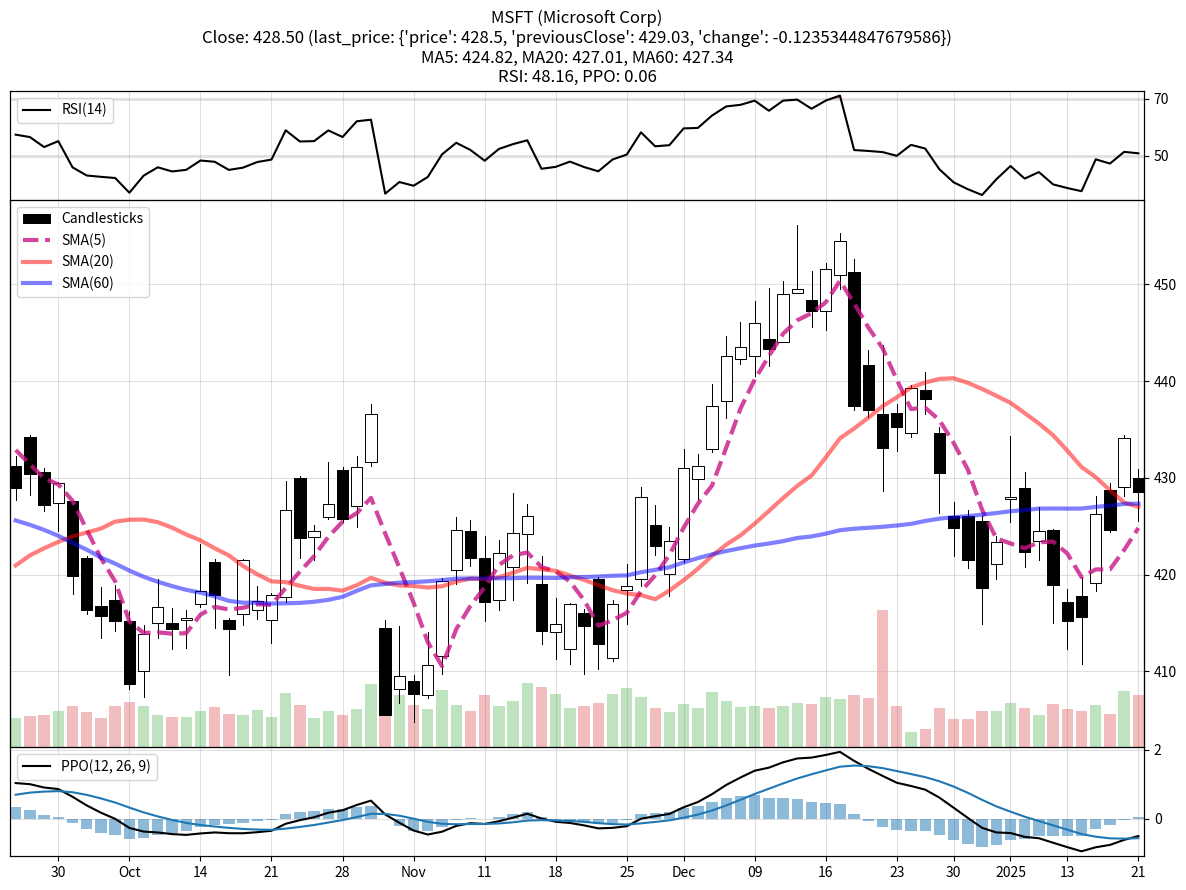 MSFT (Microsoft Corp)
Close: 428.50 (last_price: {'price': 428.5, 'previousClose': 429.03, 'change': -0.1235344847679586})
MA5: 424.82, MA20: 427.01, MA60: 427.34
RSI: 48.16, PPO: 0.06
RSI(14)
70
50
Candlesticks
SMA(5)
SMA(20)
SMA(60)
450
440
430
420
410
PPO(12, 26, 9)
2
0
30 Oct 14 21 28 Nov 11 18 25 Dec 09 16 23 30 2025 13 21